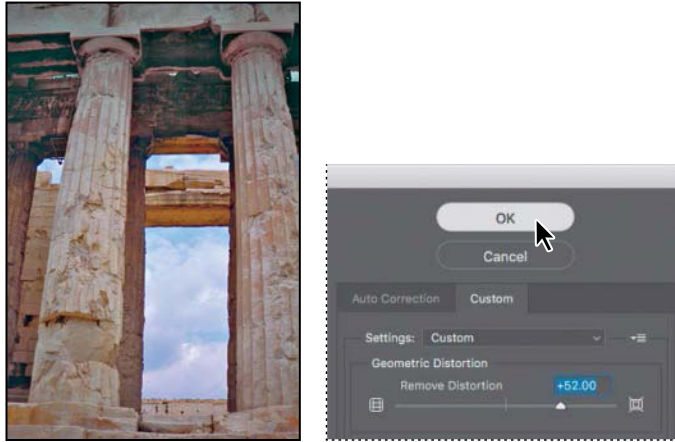 OK
Cancel
Auto Correction Custom
Settings: Custom
Geometric Distortion
Remove Distortion +52.00